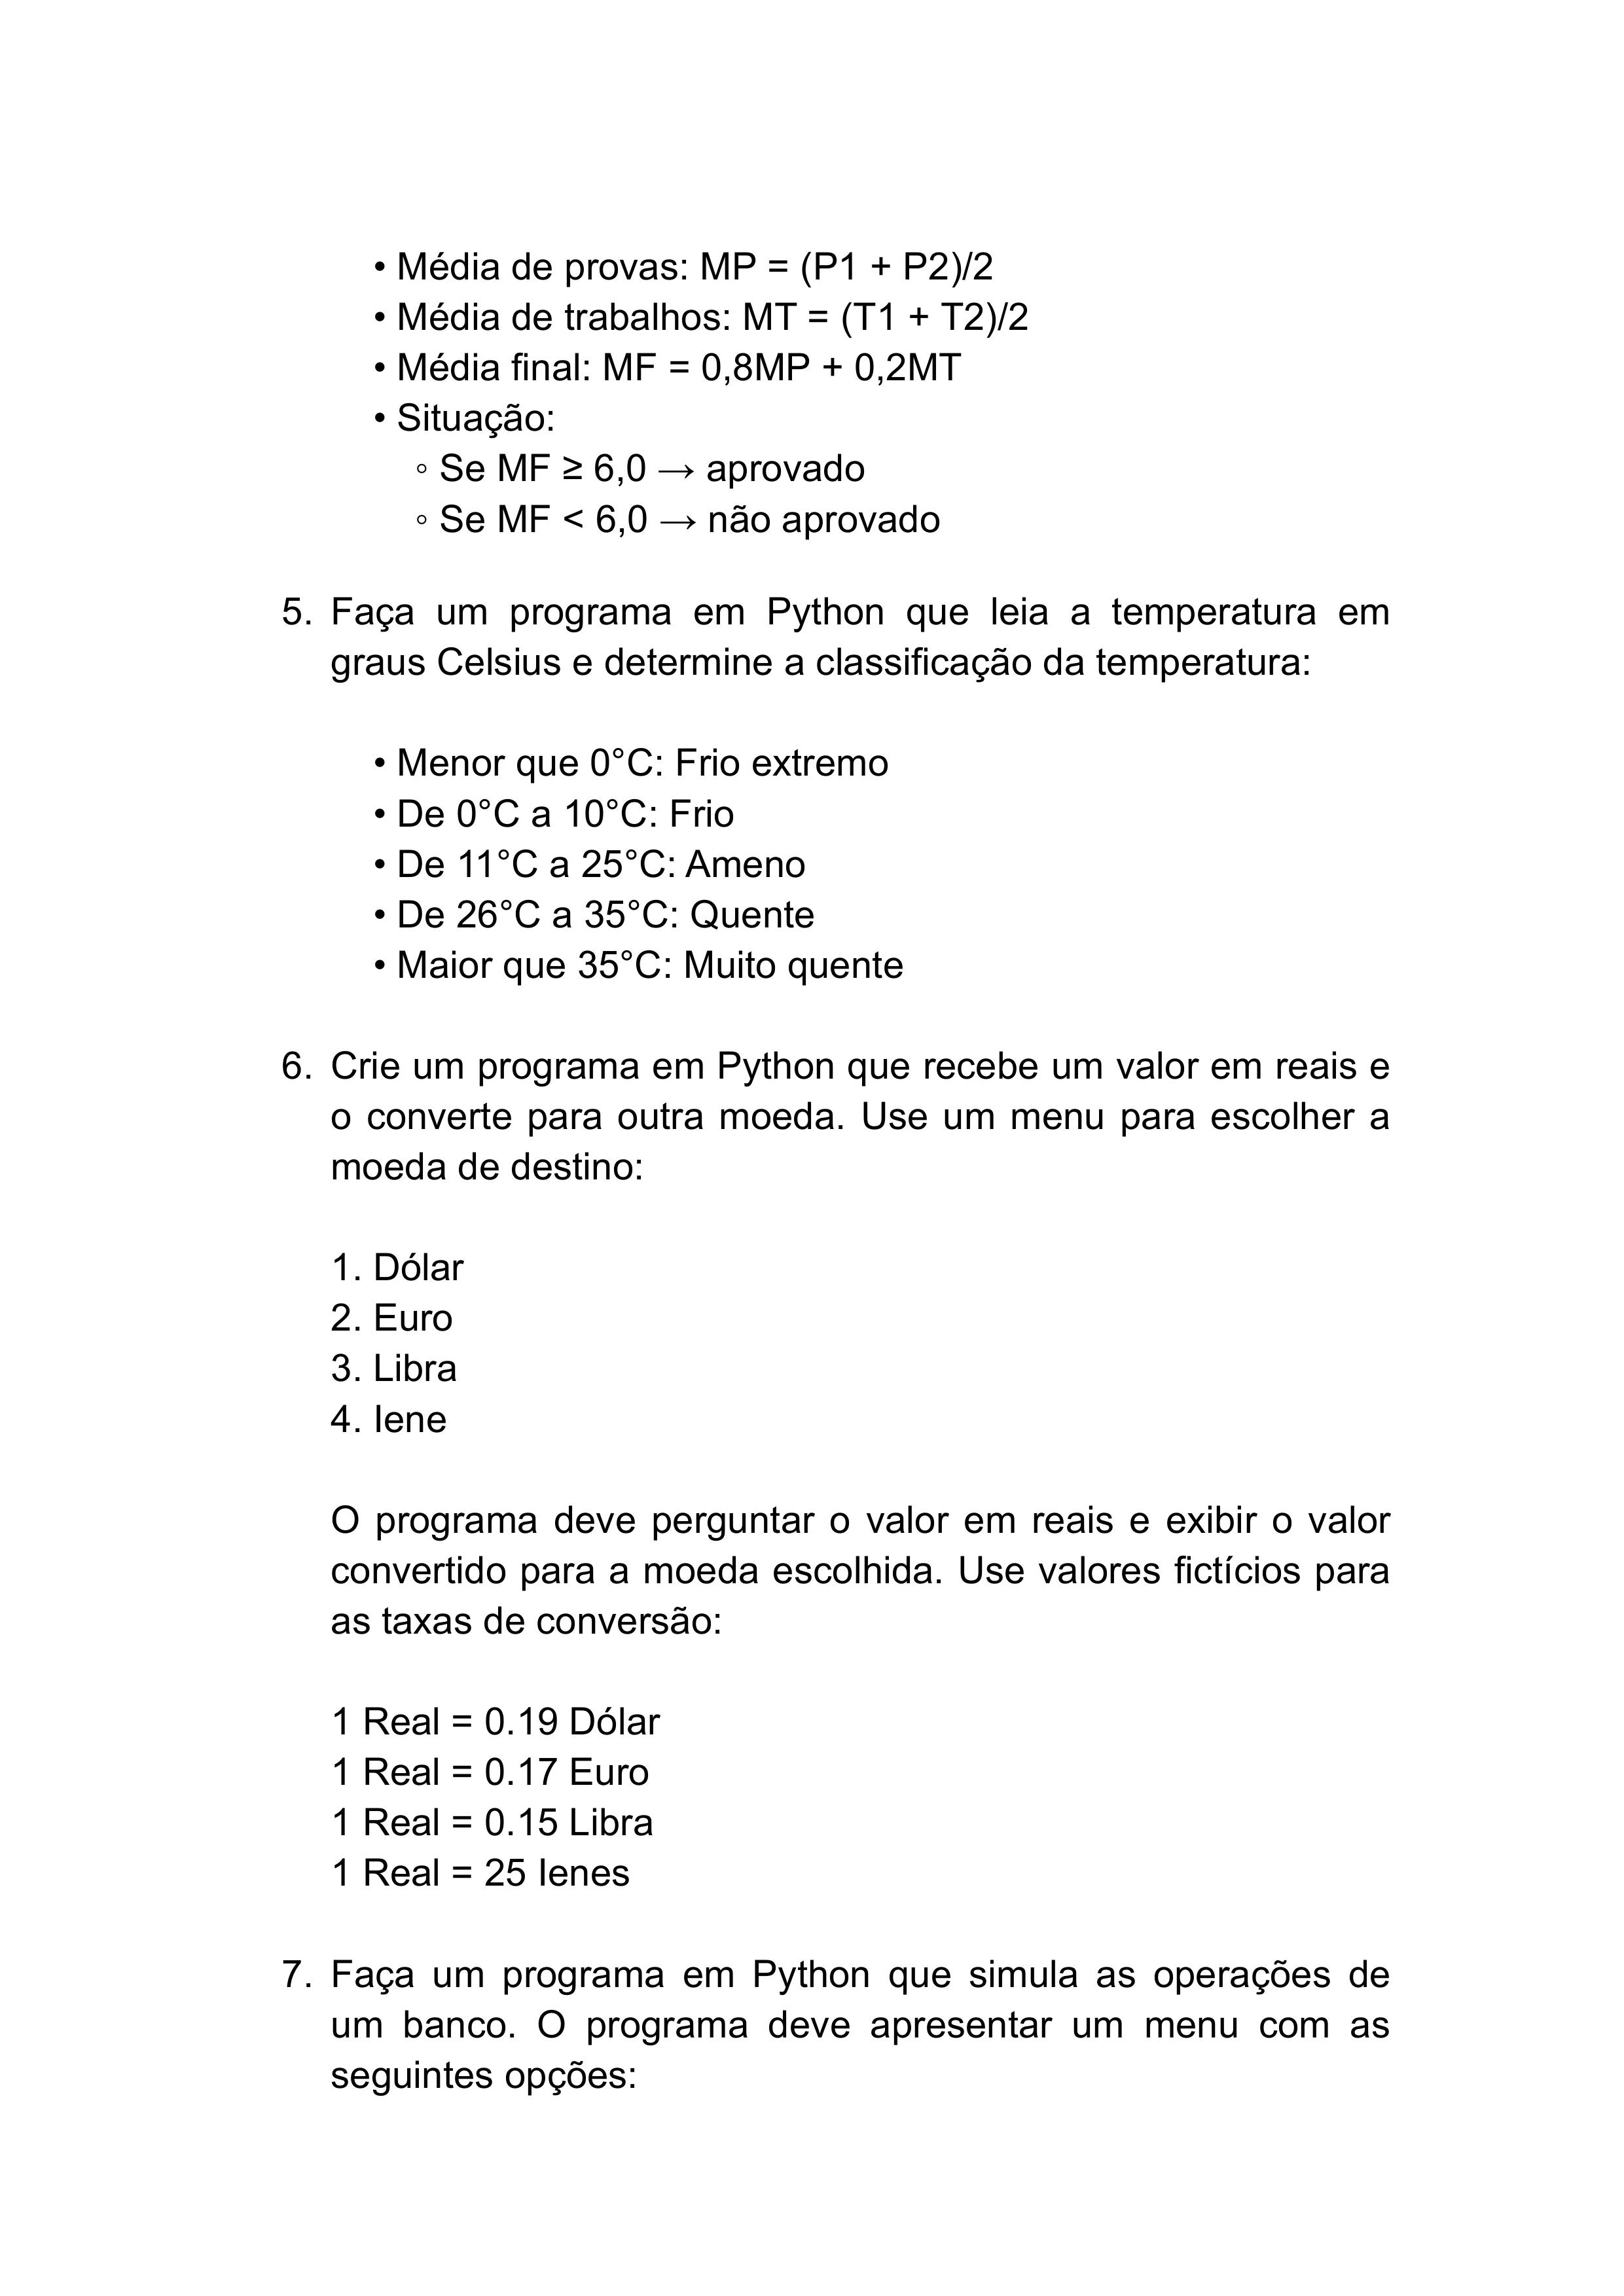 • Média de provas: MP = (P1 + P2)/2
• Média de trabalhos: MT = (T1 + T2)/2
• Média final: MF = 0,8MP + 0,2MT
• Situação:
◦ Se MF ≥ 6,0 → aprovado
◦ Se MF < 6,0 → não aprovado
5. Faça um programa em Python que leia a temperatura em
graus Celsius e determine a classificação da temperatura:
• Menor que 0°C: Frio extremo
• De 0°C a 10°C: Frio
• De 11°C a 25°C: Ameno
• De 26°C a 35°C: Quente
• Maior que 35°C: Muito quente
6. Crie um programa em Python que recebe um valor em reais e
o converte para outra moeda. Use um menu para escolher a
moeda de destino:
1. Dólar
2. Euro
3. Libra
4. Iene
O programa deve perguntar o valor em reais e exibir o valor
convertido para a moeda escolhida. Use valores fictícios para
as taxas de conversão:
1 Real = 0.19 Dólar
1 Real = 0.17 Euro
1 Real = 0.15 Libra
1 Real = 25 Ienes
7. Faça um programa em Python que simula as operações de
um banco. O programa deve apresentar um menu com as
seguintes opções: